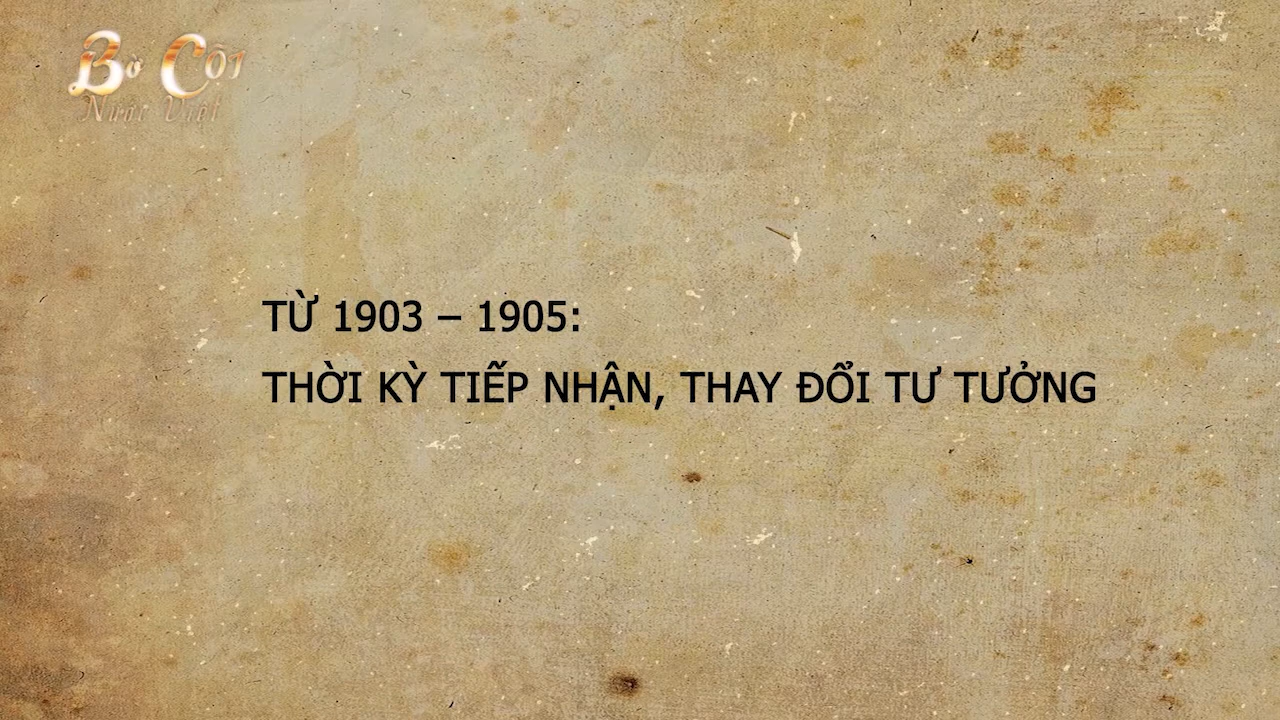 Bờ Cõi
Nước Việt
TỪ 1903 – 1905:
THỜI KỲ TIẾP NHẬN, THAY ĐỔI TƯ TƯỞNG